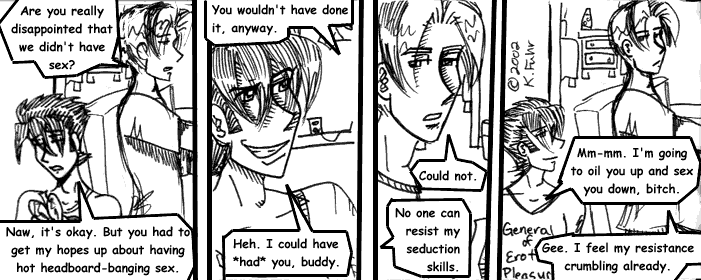 Are you really
disappointed that
we didn't have
sex?
Naw, it's okay. But you had to
get my hopes up about having
hot headboard-banging sex.
You wouldn't have done
it, anyway.
Heh. I could have
*had* you, buddy.
Could not.
No one can
resist my
seduction
skills.
© 2002
K. Fuhr
Mm-mm. I'm going
to oil you up and sex
you down, bitch.
Gee. I feel my resistance
crumbling already.
General
of
Erotic
Pleasure